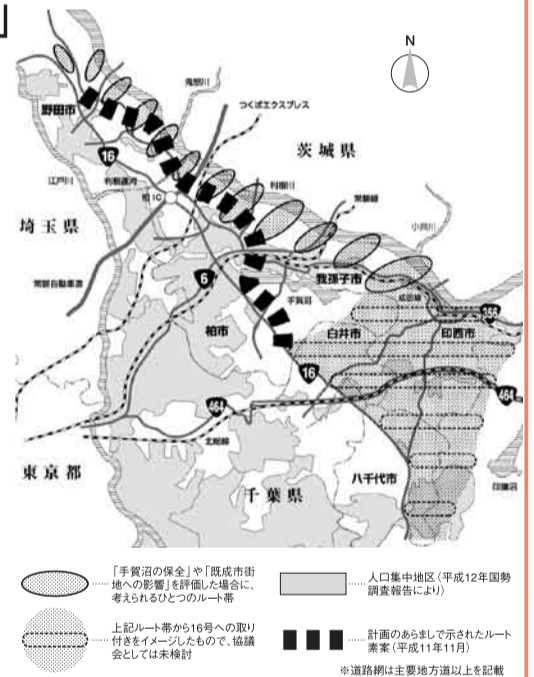 」
N
鬼怒川
つくばエクスプレス
野田市
茨城県
16
江戸川
利根運河
利根川
柏IC
常磐線
埼玉県
小貝川
我孫子市
常磐自動車道
6
手賀沼
成田線
356
柏市
白井市
印西市
16
464
464
北総線
東京都
八千代市
千葉県
印旛沼
「手賀沼の保全」や「既成市街
地への影響」を評価した場合に、
考えられるひとつのルート帯
人口集中地区（平成12年国勢
調査報告により）
上記ルート帯から16号への取り
付きをイメージしたもので、協議
会としては未検討
計画のあらましで示されたルート
素案（平成11年11月）
※道路網は主要地方道以上を記載